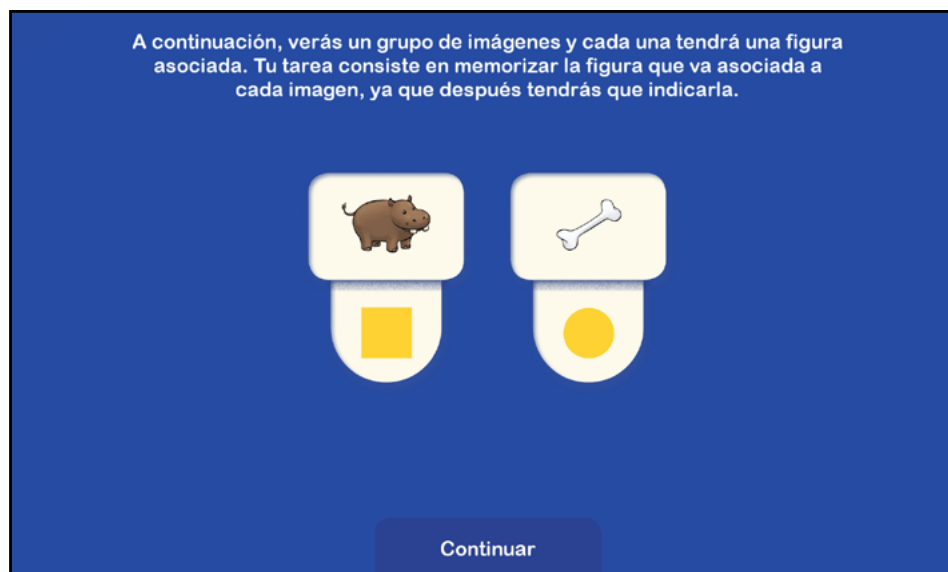 A continuación, verás un grupo de imágenes y cada una tendrá una figura
asociada. Tu tarea consiste en memorizar la figura que va asociada a
cada imagen, ya que después tendrás que indicarla.
Continuar